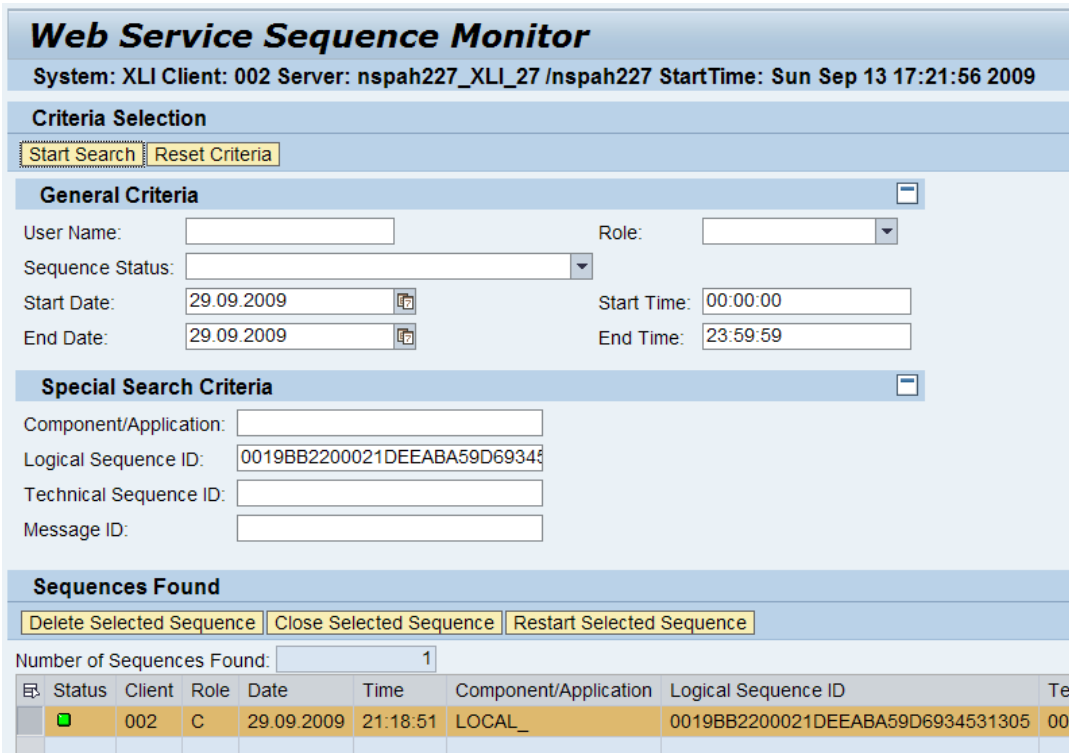 Web Service Sequence Monitor
System: XLI Client: 002 Server: nspah227_XLI_27 /nspah227 StartTime: Sun Sep 13 17:21:56 2009
Criteria Selection
Start Search Reset Criteria
General Criteria
User Name: Role:
Sequence Status:
Start Date: 29.09.2009 Start Time: 00:00:00
End Date: 29.09.2009 End Time: 23:59:59
Special Search Criteria
Component/Application:
Logical Sequence ID: 0019BB2200021DEEABA59D69345
Technical Sequence ID:
Message ID:
Sequences Found
Delete Selected Sequence Close Selected Sequence Restart Selected Sequence
Number of Sequences Found: 1
Status Client Role Date Time Component/Application Logical Sequence ID Te
002 C 29.09.2009 21:18:51 LOCAL_ 0019BB2200021DEEABA59D6934531305 00